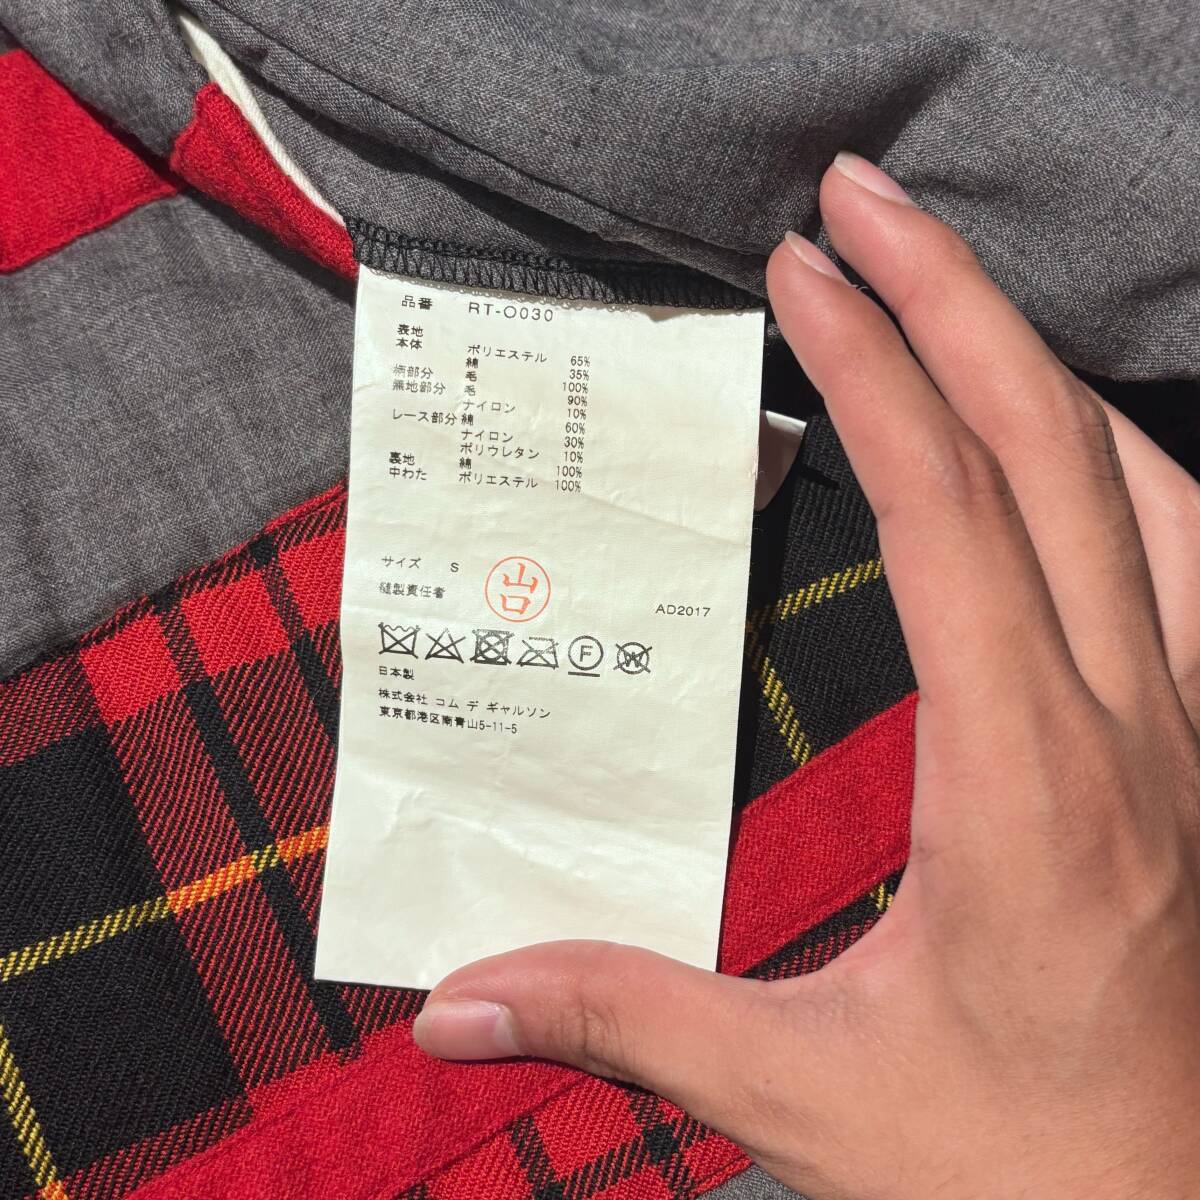 品番 RT-O030
表地
本体 ポリエステル 65%
綿 35%
柄部分 毛 100%
無地部分 毛 90%
ナイロン 10%
レース部分 綿 60%
ナイロン 30%
ポリウレタン 10%
裏地 綿 100%
中わた ポリエステル 100%
サイズ S
縫製責任者 山口
AD2017
F
W
日本製
株式会社 コム デ ギャルソン
東京都港区南青山5-11-5